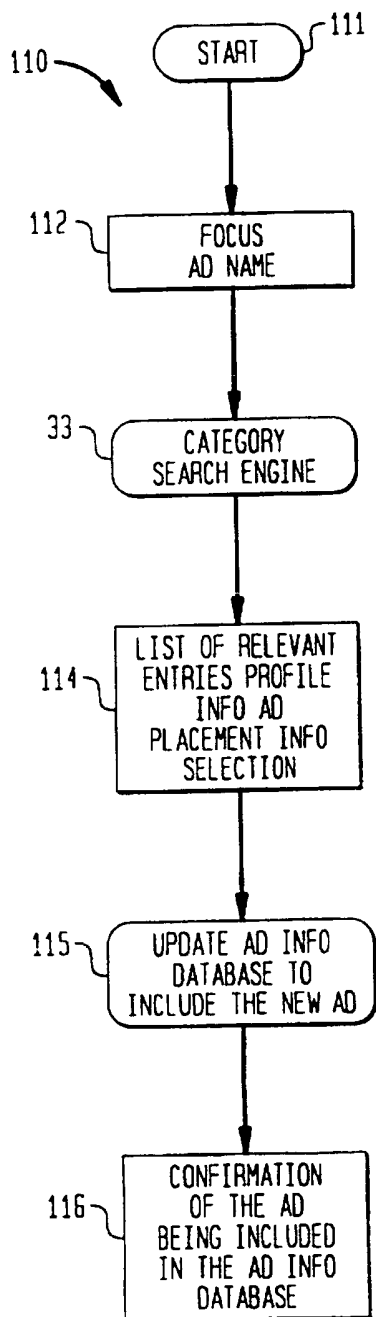 110
START
111
112
FOCUS
AD NAME
33
CATEGORY
SEARCH ENGINE
114
LIST OF RELEVANT
ENTRIES PROFILE
INFO AD
PLACEMENT INFO
SELECTION
115
UPDATE AD INFO
DATABASE TO
INCLUDE THE NEW AD
116
CONFIRMATION
OF THE AD
BEING INCLUDED
IN THE AD INFO
DATABASE